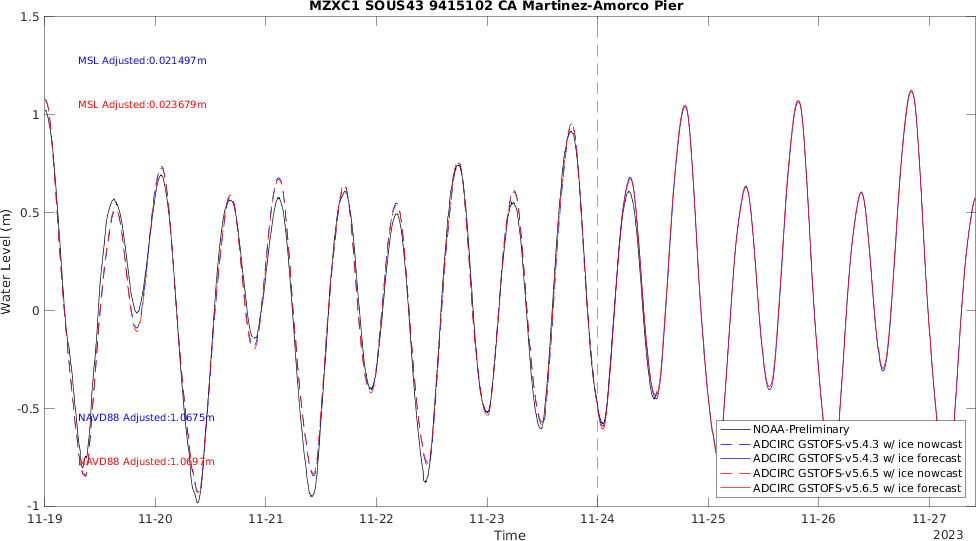 MZXC1 SOUS43 9415102 CA Martinez-Amorco Pier
1.5
MSL Adjusted:0.021497m
MSL Adjusted:0.023679m
1
0.5
0
-0.5
-1
Water Level (m)
NAVD88 Adjusted:1.0675m
NAVD88 Adjusted:1.0697m
NOAA-Preliminary
ADCIRC GSTOFS-v5.4.3 w/ ice nowcast
ADCIRC GSTOFS-v5.4.3 w/ ice forecast
ADCIRC GSTOFS-v5.6.5 w/ ice nowcast
ADCIRC GSTOFS-v5.6.5 w/ ice forecast
11-19 11-20 11-21 11-22 11-23 11-24 11-25 11-26 11-27
Time
2023